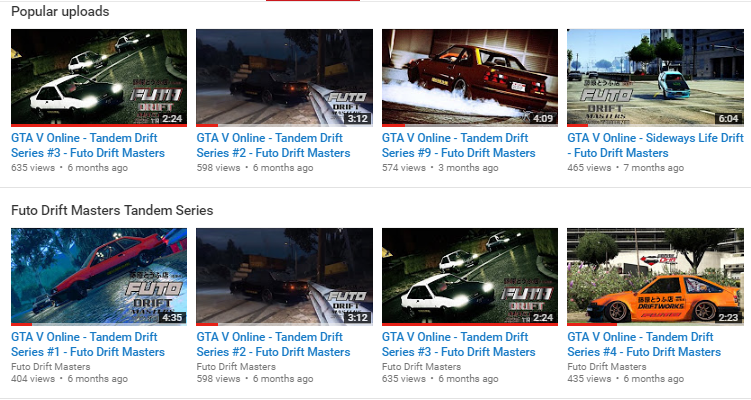 Popular uploads
FUTO
DRIFT
2:24
FUTO
DRIFT
MASTERS
3:12
4:09
FUTO
DRIFT
MASTERS
6:04
GTA V Online - Tandem Drift
Series #3 - Futo Drift Masters
635 views • 6 months ago
GTA V Online - Tandem Drift
Series #2 - Futo Drift Masters
598 views • 6 months ago
GTA V Online - Tandem Drift
Series #9 - Futo Drift Masters
574 views • 3 months ago
GTA V Online - Sideways Life Drift
- Futo Drift Masters
465 views • 7 months ago
Futo Drift Masters Tandem Series
FUTO
DRIFT
MASTERS
4:35
FUTO
DRIFT
MASTERS
3:12
FUTO
DRIFT
2:24
DRIFTWORKS
2:23
GTA V Online - Tandem Drift
Series #1 - Futo Drift Masters
Futo Drift Masters
404 views • 6 months ago
GTA V Online - Tandem Drift
Series #2 - Futo Drift Masters
Futo Drift Masters
598 views • 6 months ago
GTA V Online - Tandem Drift
Series #3 - Futo Drift Masters
Futo Drift Masters
635 views • 6 months ago
GTA V Online - Tandem Drift
Series #4 - Futo Drift Masters
Futo Drift Masters
435 views • 6 months ago